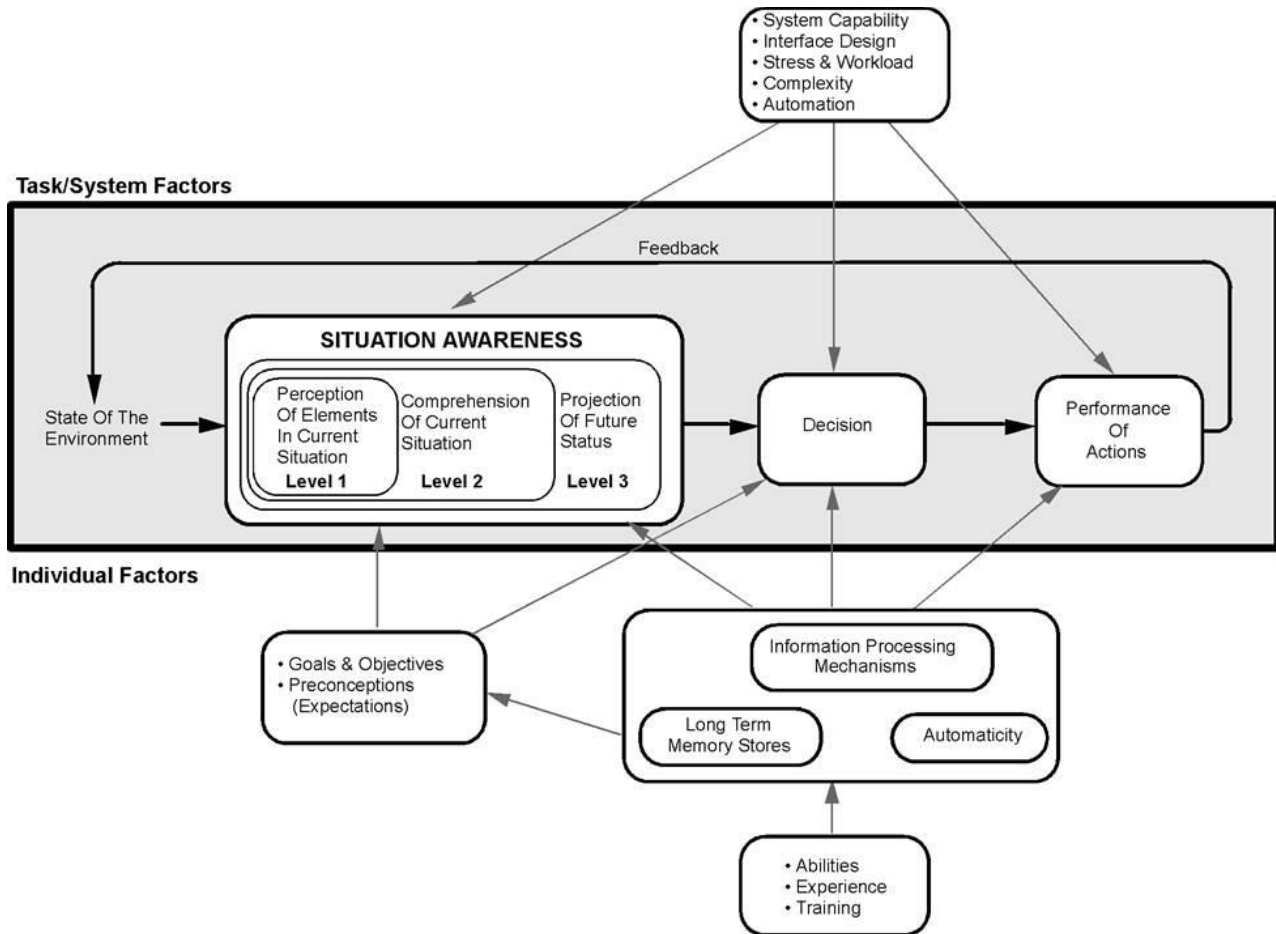 • System Capability
• Interface Design
• Stress & Workload
• Complexity
• Automation
Task/System Factors
Feedback
SITUATION AWARENESS
State Of The
Environment
Perception
Of Elements
In Current
Situation
Level 1
Comprehension
Of Current
Situation
Level 2
Projection
Of Future
Status
Level 3
Decision
Performance
Of
Actions
Individual Factors
• Goals & Objectives
• Preconceptions
(Expectations)
Information Processing
Mechanisms
Long Term
Memory Stores
Automaticity
• Abilities
• Experience
• Training